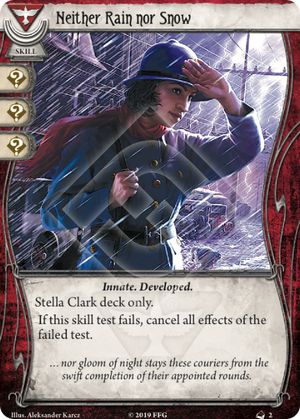 Neither Rain nor Snow
SKILL
?
?
?
Innate. Developed.
Stella Clark deck only.
If this skill test fails, cancel all effects of the
failed test.
... nor gloom of night stays these couriers from the
swift completion of their appointed rounds.
Illus. Aleksander Karcz © 2019 FFG 2